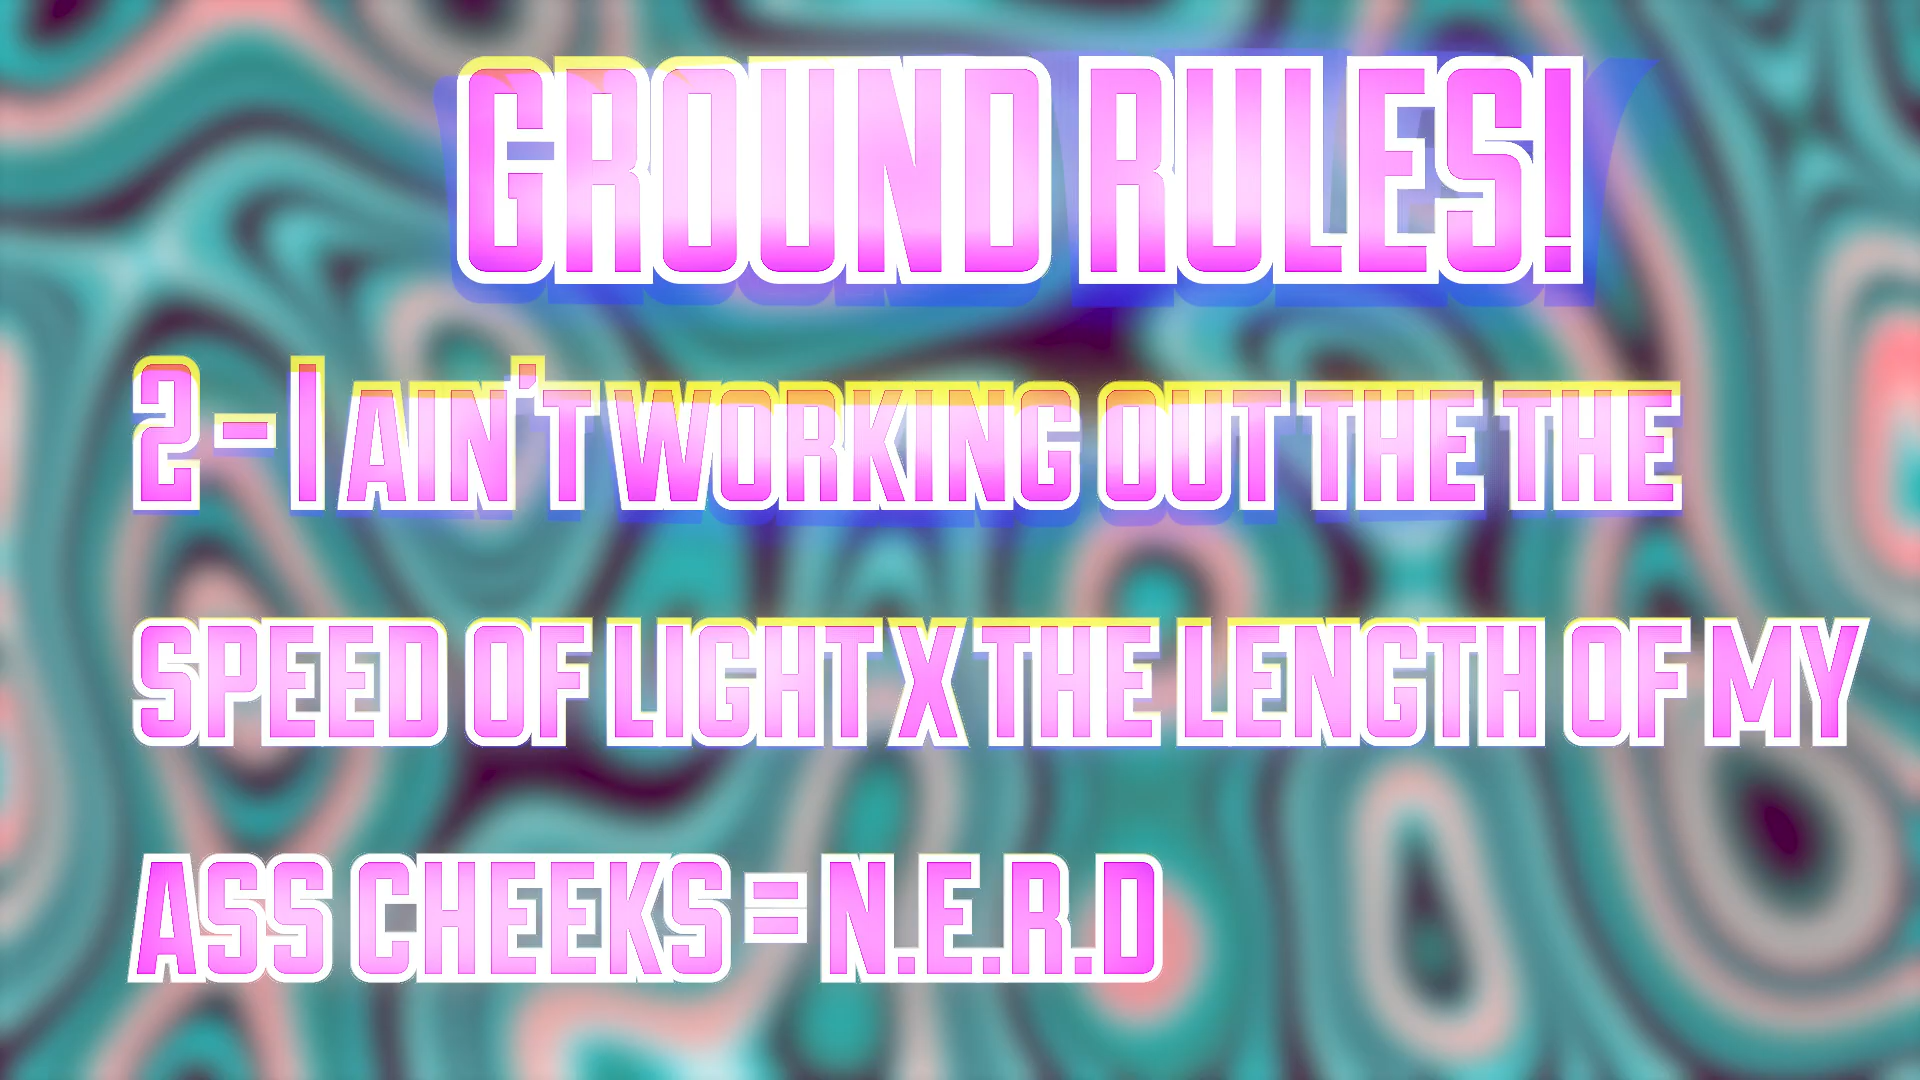 GROUND RULES!
2 - I AIN'T WORKING OUT THE THE
SPEED OF LIGHT X THE LENGTH OF MY
ASS CHEEKS = N.E.R.D